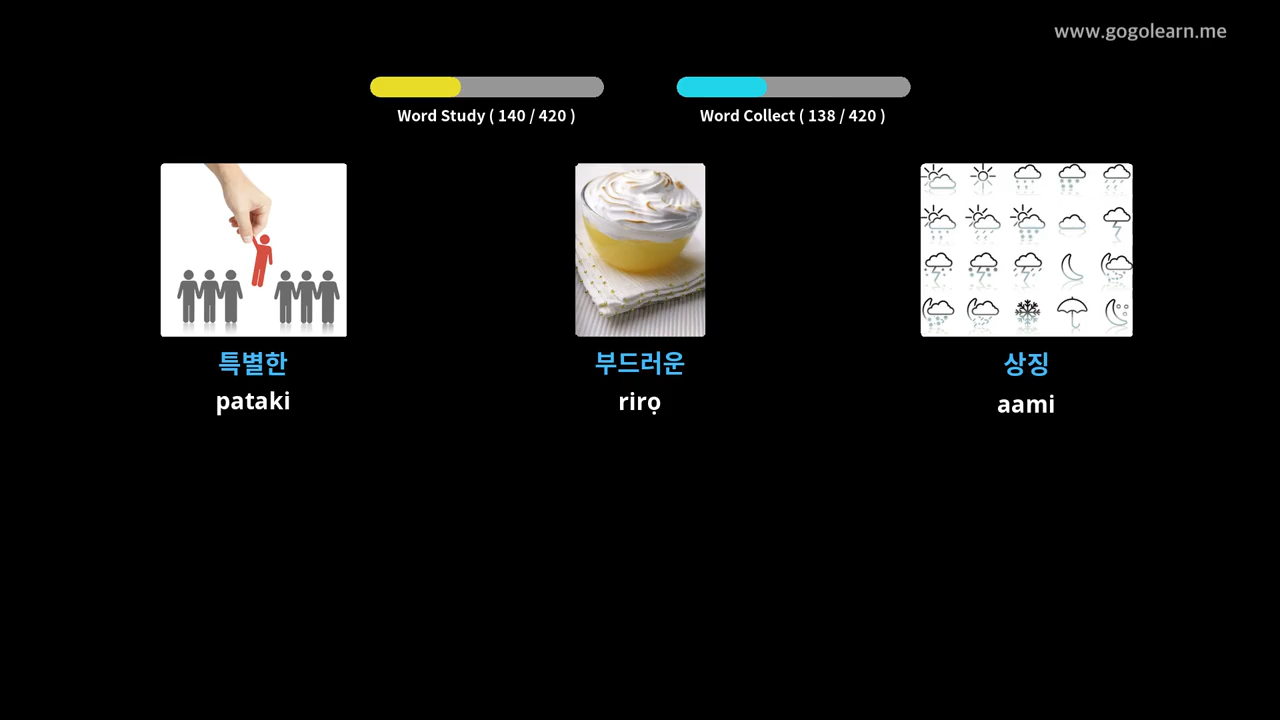 www.gogolearn.me
Word Study ( 140 / 420 )
Word Collect ( 138 / 420 )
특별한
pataki
부드러운
rirọ
상징
aami